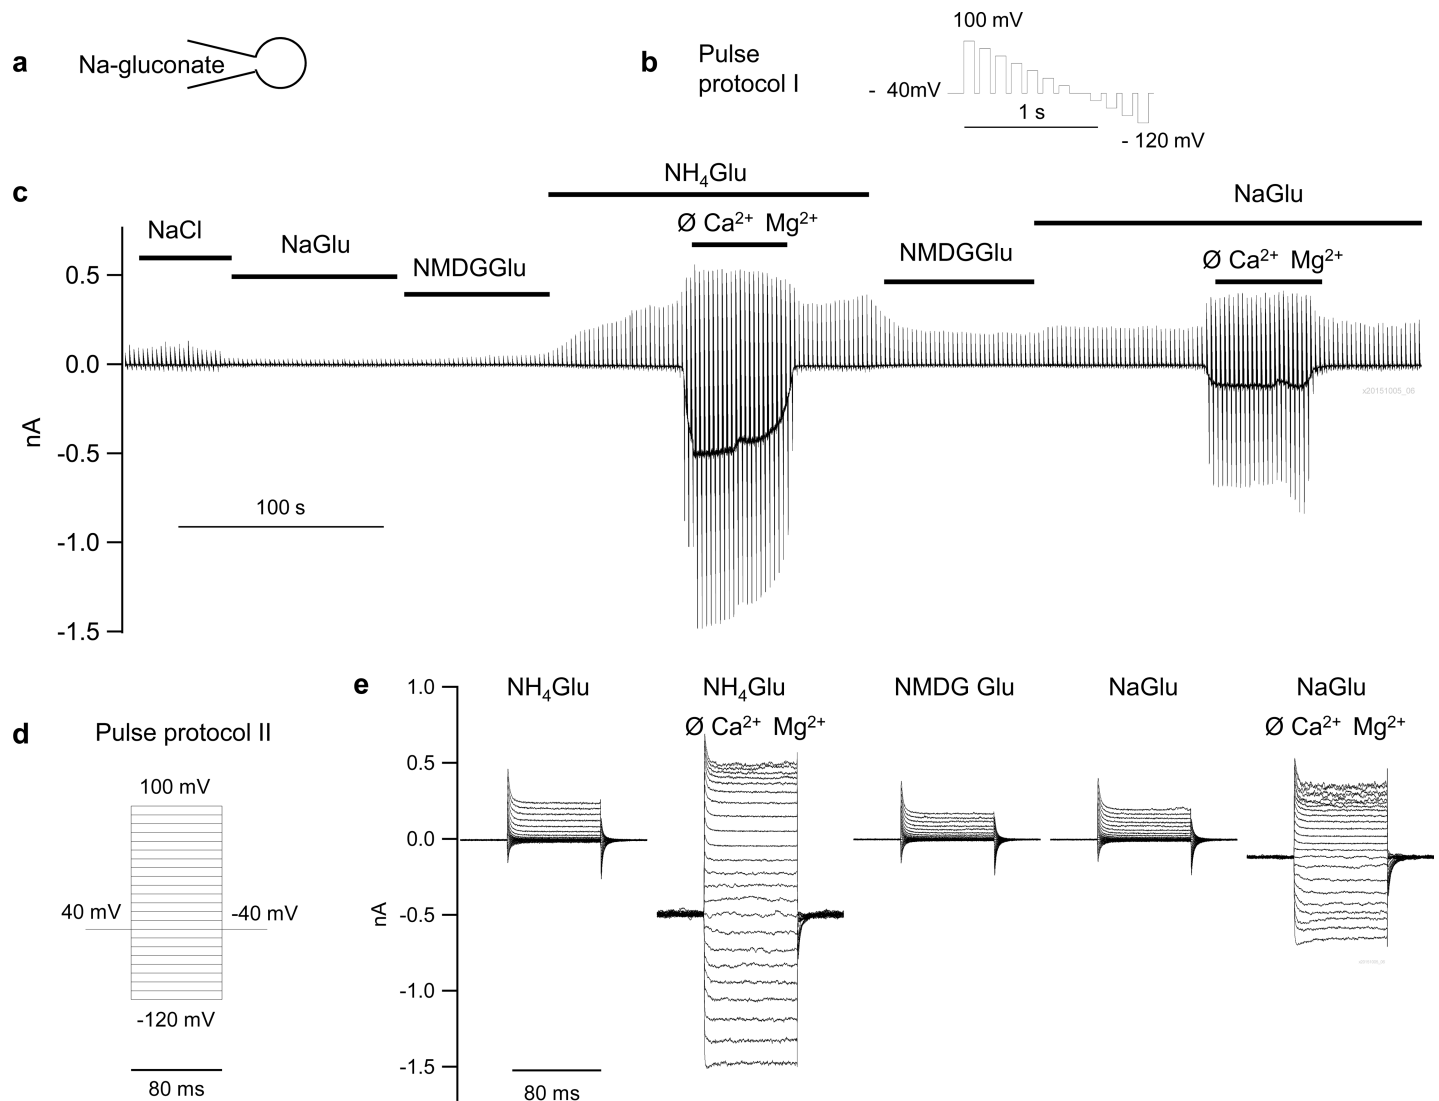 a
Na-gluconate
b
Pulse
protocol I
100 mV
- 40mV
1 s
- 120 mV
c
NaCl
NaGlu
NMDGGlu
NH₄Glu
Ø Ca²⁺ Mg²⁺
NMDGGlu
NaGlu
Ø Ca²⁺ Mg²⁺
0.5
0.0
-0.5
-1.0
-1.5
nA
100 s
x20151005_06
d
Pulse protocol II
100 mV
40 mV
-40 mV
-120 mV
80 ms
e
1.0
0.5
0.0
-0.5
-1.0
-1.5
nA
NH₄Glu
NH₄Glu
Ø Ca²⁺ Mg²⁺
NMDG Glu
NaGlu
NaGlu
Ø Ca²⁺ Mg²⁺
80 ms